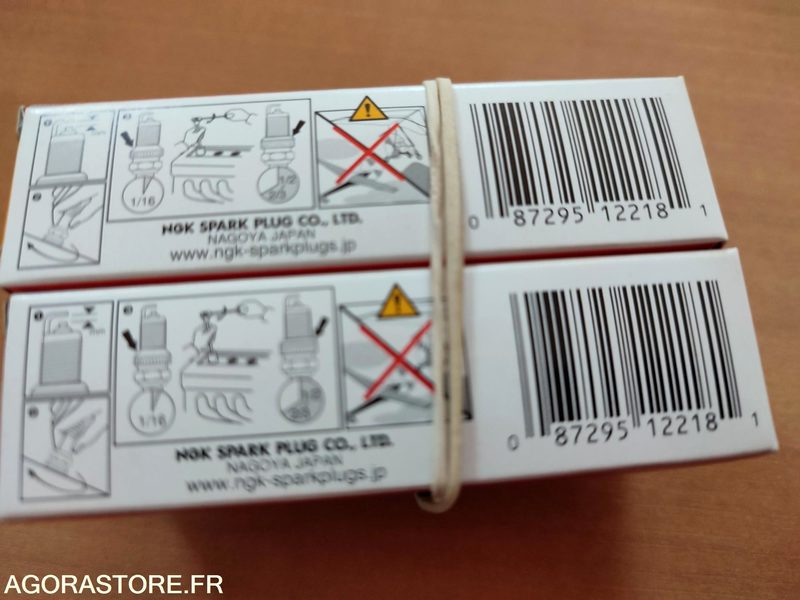 1/16
1/2
2/3
NGK SPARK PLUG CO., LTD.
NAGOYA JAPAN
www.ngk-sparkplugs.jp
0 87295 12218 1
mm
1/16
NGK SPARK PLUG CO., LTD.
NAGOYA JAPAN
www.ngk-sparkplugs.jp
0 87295 12218 1
AGORASTORE.FR